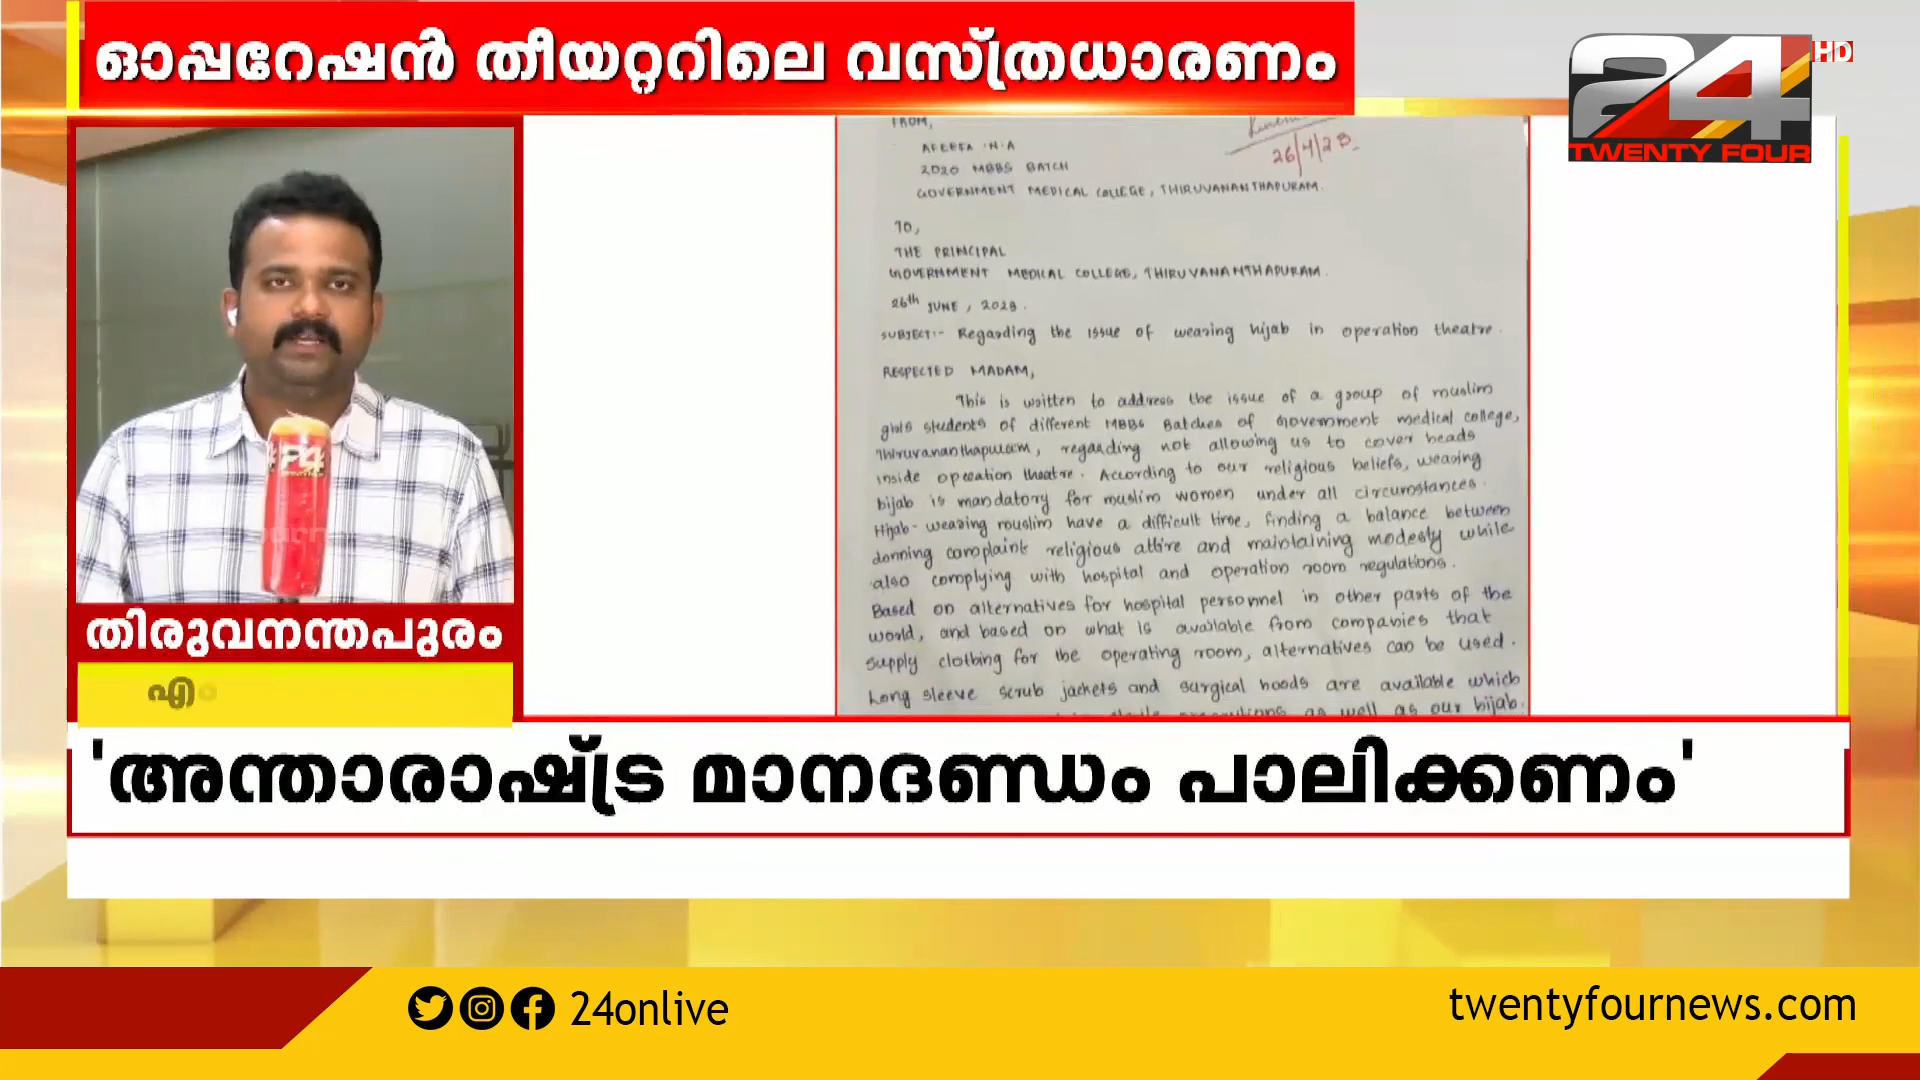 ഓപ്പറേഷൻ തീയറ്ററിലെ വസ്ത്രധാരണം
24 HD
TWENTY FOUR
FROM,
AFEEFA .N.A
2020 MBBS BATCH
GOVERNMENT MEDICAL COLLEGE, THIRUVANANTHAPURAM.
26/4/23
TO,
THE PRINCIPAL
GOVERNMENT MEDICAL COLLEGE, THIRUVANANTHAPURAM.
26th JUNE, 2023.
SUBJECT:- Regarding the issue of wearing hijab in operation theatre.
RESPECTED MADAM,
This is written to address the issue of a group of muslim
girls students of different MBBS Batches of Government medical college,
Thiruvananthapuram, regarding not allowing us to cover heads
inside operation theatre. According to our religious beliefs, wearing
hijab is mandatory for muslim women under all circumstances.
Hijab-wearing muslim have a difficult time, finding a balance between
donning complaint religious attire and maintaining modesty while
also complying with hospital and operation room regulations.
Based on alternatives for hospital personnel in other parts of the
world, and based on what is available from companies that
supply clothing for the operating room, alternatives can be used.
Long sleeve scrub jackets and surgical hoods are available which
as well as our hijab.
തിരുവനന്തപുരം
എം
'അന്താരാഷ്ട്ര മാനദണ്ഡം പാലിക്കണം'
24onlive
twentyfournews.com